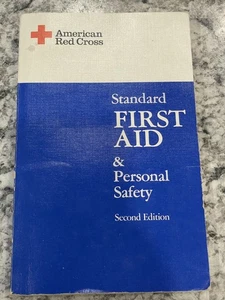 American
Red Cross
Standard
FIRST
AID
&
Personal
Safety
Second Edition